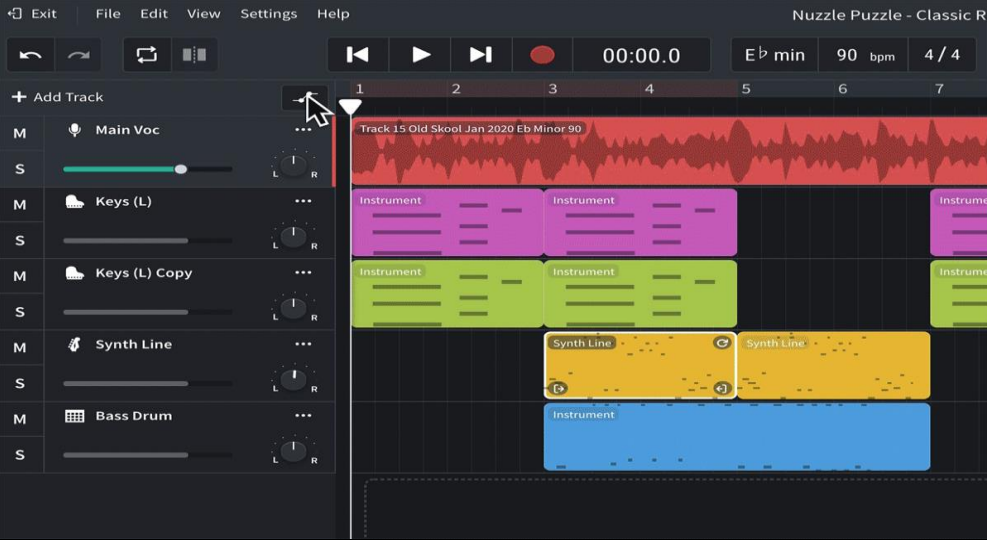 Exit File Edit View Settings Help Nuzzle Puzzle - Classic R
00:00.0 E♭ min 90 bpm 4/4
+ Add Track 1 2 3 4 5 6 7
M Main Voc ... Track 15 Old Skool Jan 2020 Eb Minor 90
S L R
M Keys (L) ... Instrument Instrument Instrume
S L R
M Keys (L) Copy ... Instrument Instrument Instrume
S L R
M Synth Line ... Synth Line Synth Line
S L R
M Bass Drum ... Instrument
S L R